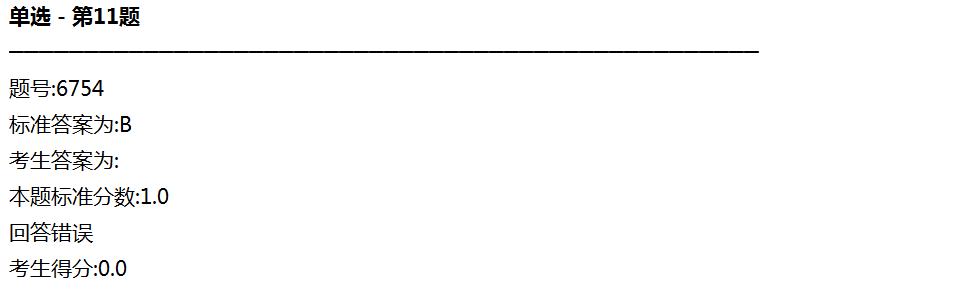 单选 - 第11题
题号:6754
标准答案为:B
考生答案为:
本题标准分数:1.0
回答错误
考生得分:0.0